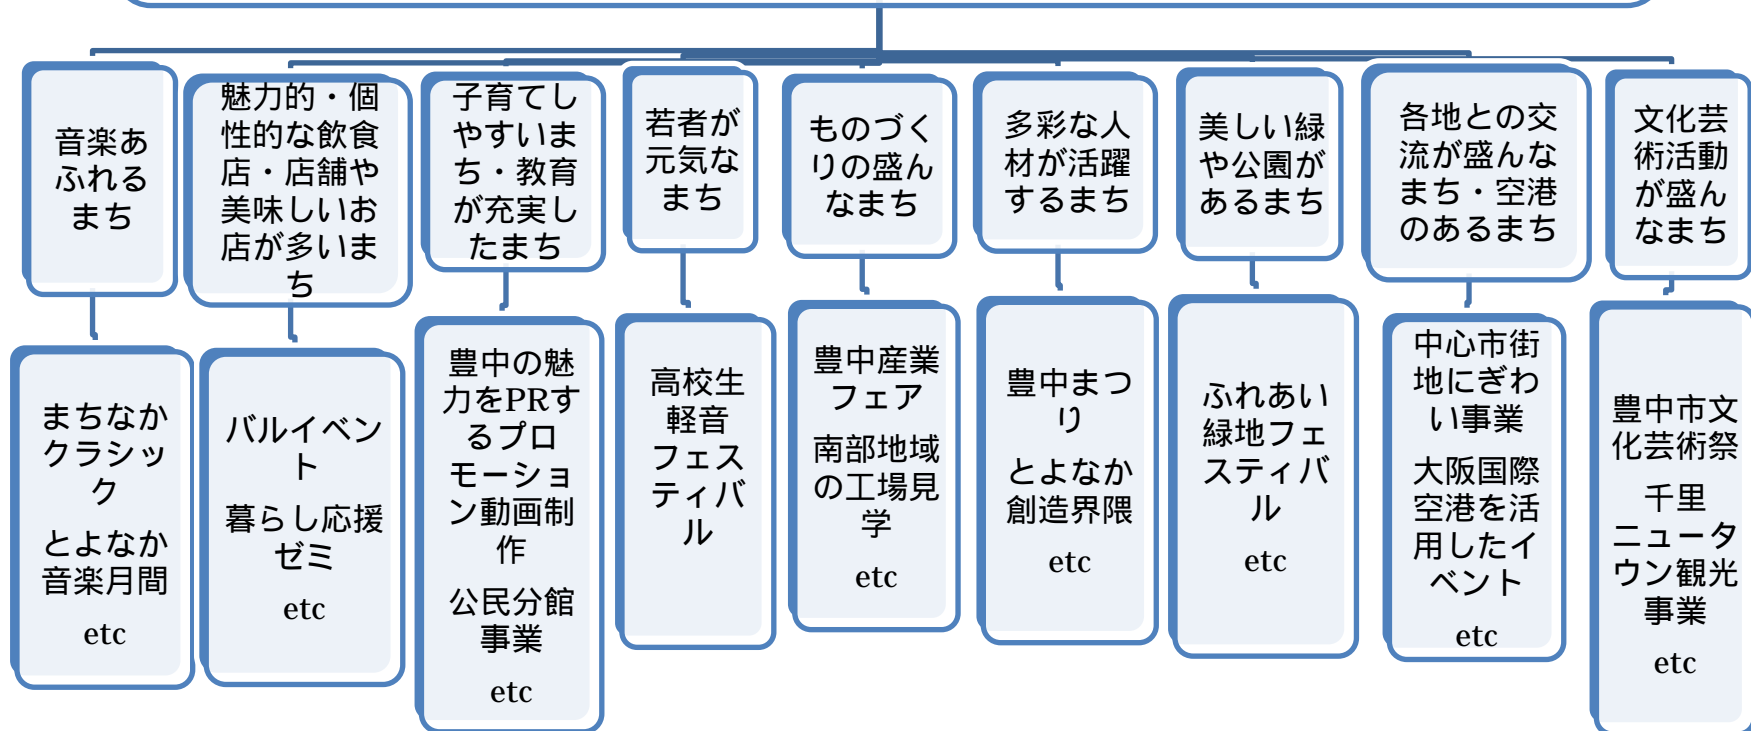 音楽あ
ふれる
まち
魅力的・個
性的な飲食
店・店舗や
美味しいお
店が多いま
ち
子育てし
やすいま
ち・教育
が充実し
たまち
若者が
元気な
まち
ものづく
りの盛ん
なまち
多彩な人
材が活躍
するまち
美しい緑
や公園が
あるまち
各地との交
流が盛んな
まち・空港
のあるまち
文化芸
術活動
が盛ん
なまち
まちなか
クラシッ
ク
とよなか
音楽月間
etc
バルイベン
ト
暮らし応援
ゼミ
etc
豊中の魅
力をPRす
るプロ
モーショ
ン動画制
作
公民分館
事業
etc
高校生
軽音
フェス
ティバ
ル
豊中産業
フェア
南部地域
の工場見
学
etc
豊中まつ
り
とよなか
創造界隈
etc
ふれあい
緑地フェ
スティバ
ル
etc
中心市街
地にぎわ
い事業
大阪国際
空港を活
用したイ
ベント
etc
豊中市文
化芸術祭
千里
ニュータ
ウン観光
事業
etc